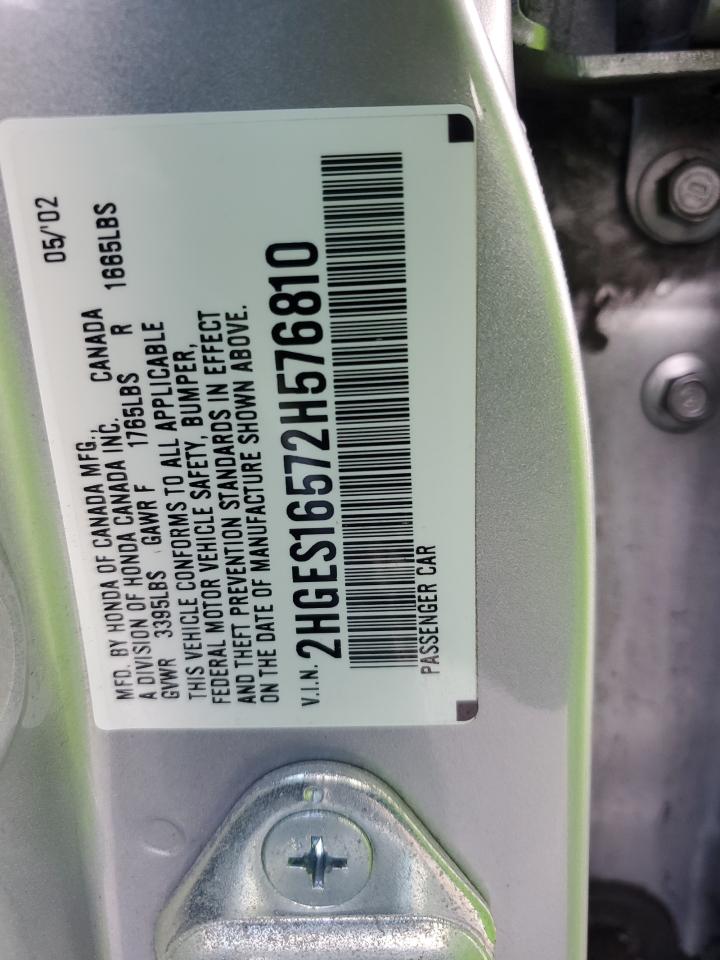 MFD. BY HONDA OF CANADA MFG., 05/'02
A DIVISION OF HONDA CANADA INC. CANADA
GVWR 3395LBS GAWR F 1765LBS R 1665LBS
THIS VEHICLE CONFORMS TO ALL APPLICABLE
FEDERAL MOTOR VEHICLE SAFETY, BUMPER,
AND THEFT PREVENTION STANDARDS IN EFFECT
ON THE DATE OF MANUFACTURE SHOWN ABOVE.
V.I.N. 2HGES16572H576810
PASSENGER CAR